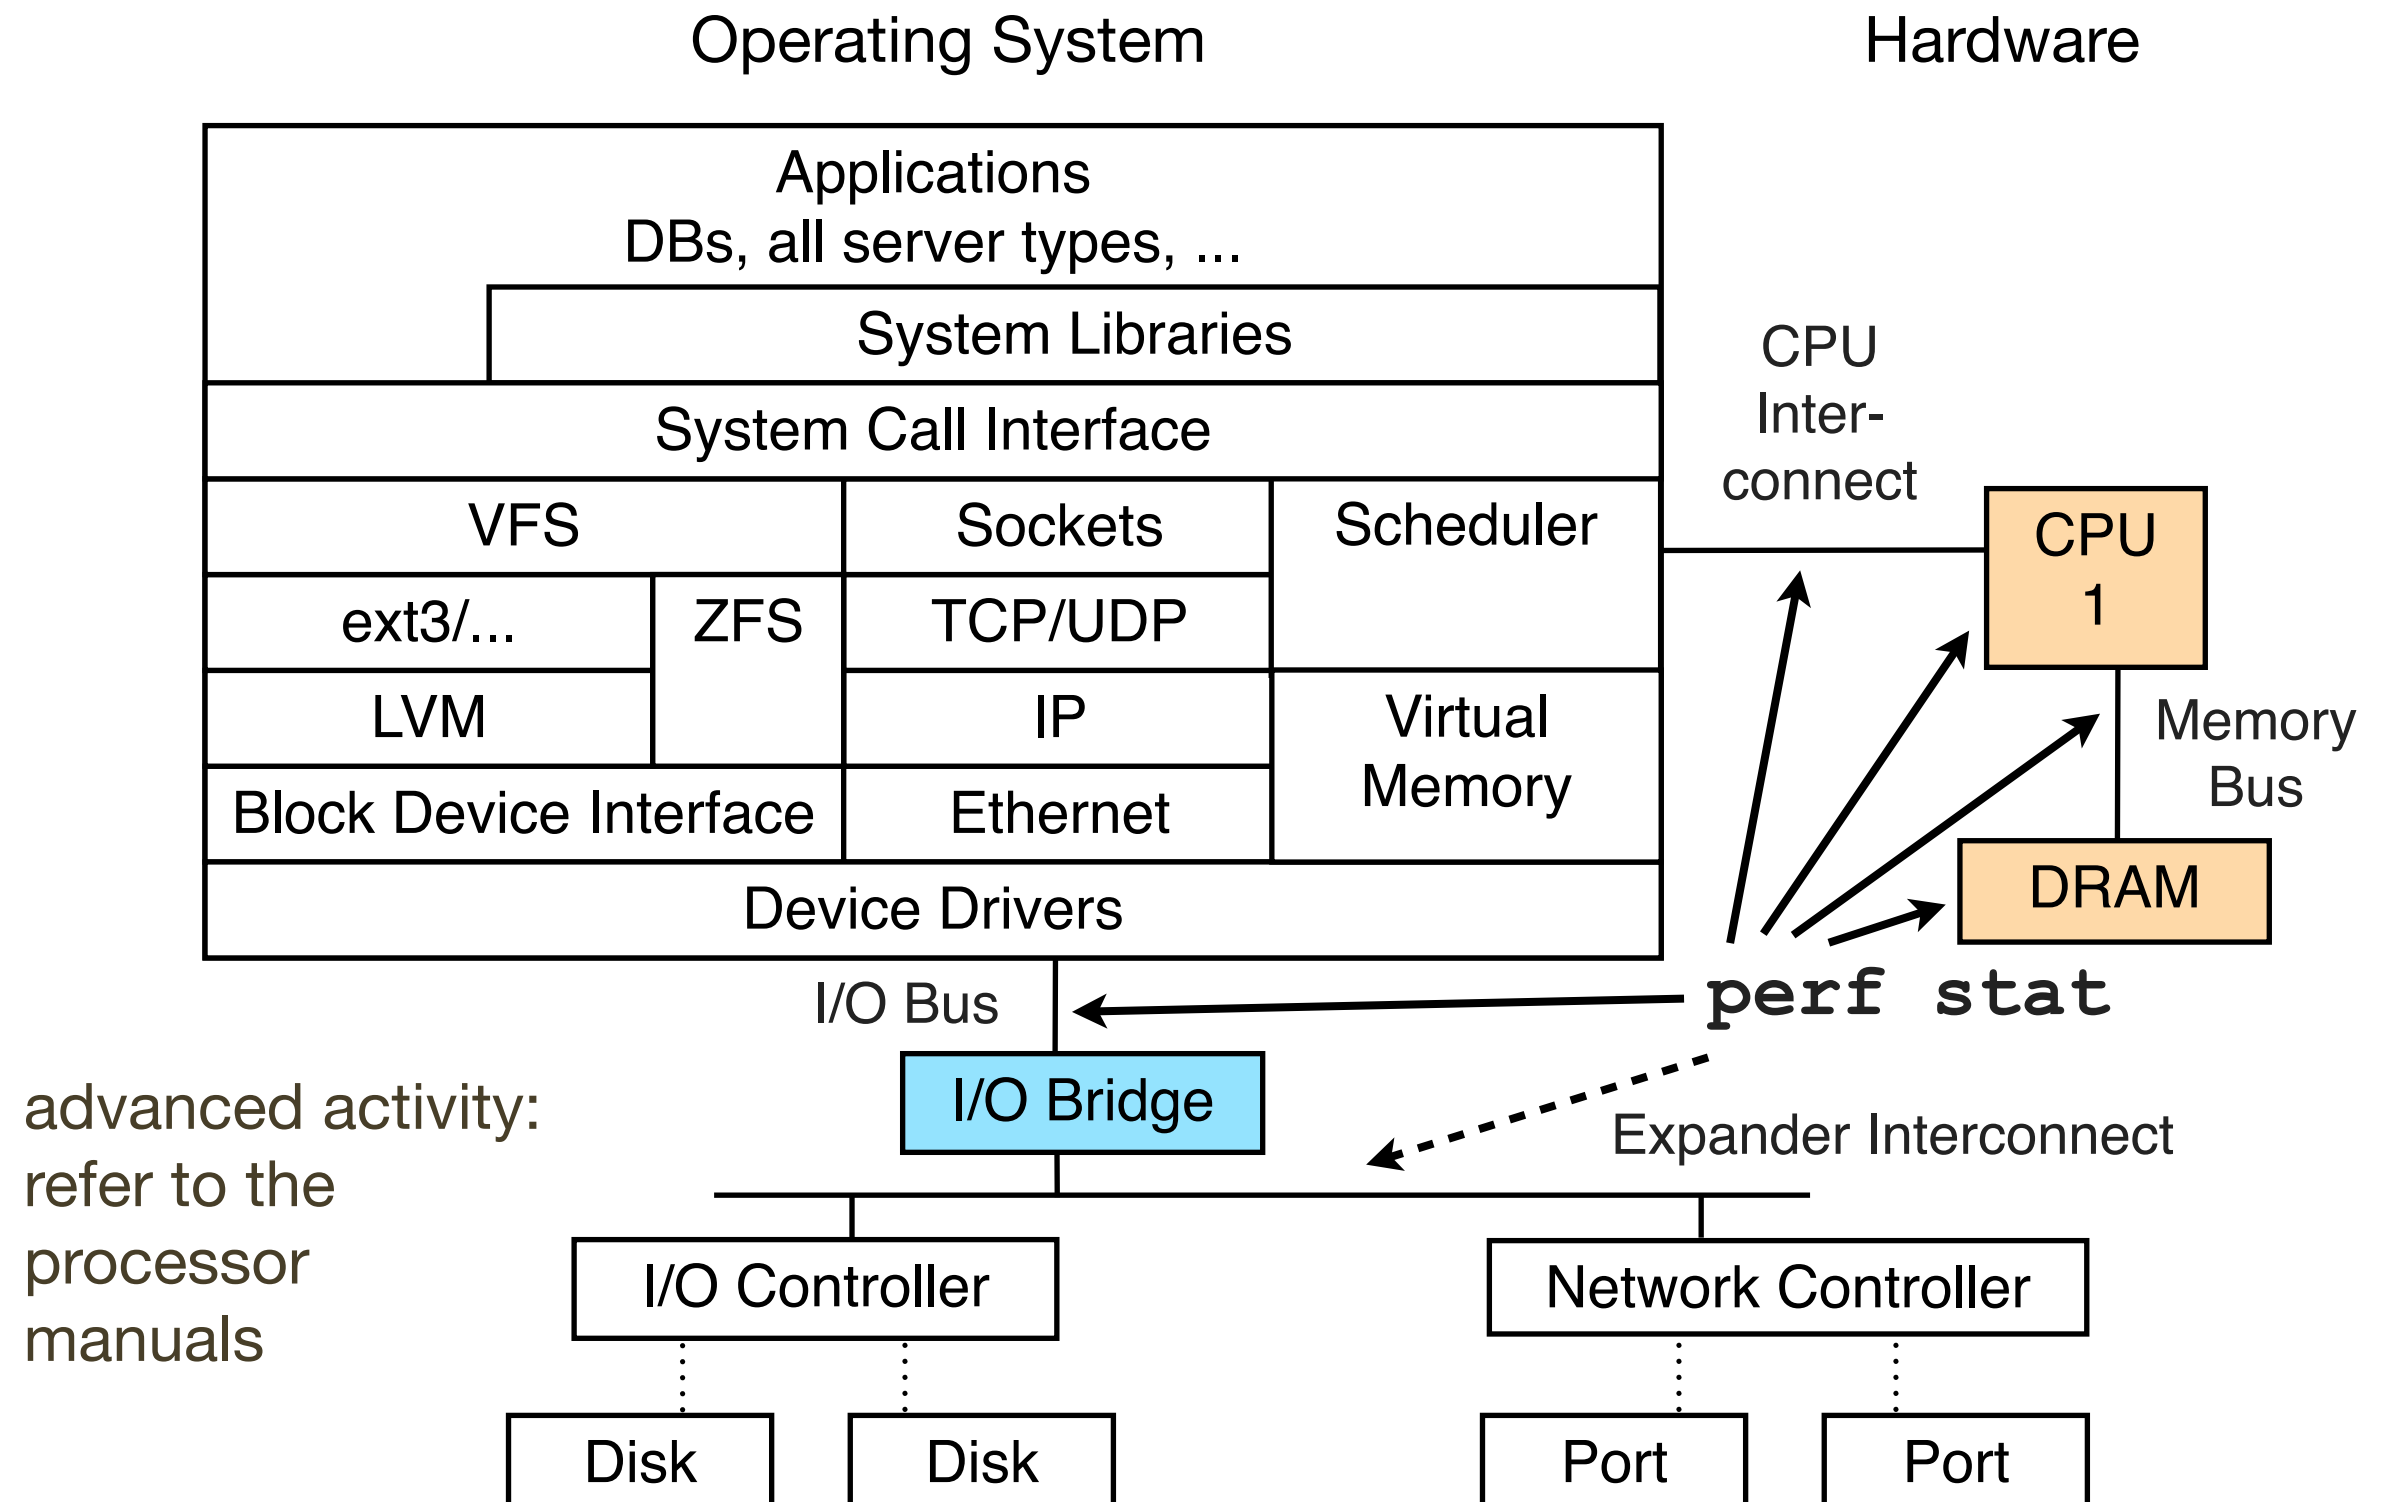 Operating System
Hardware
Applications
DBs, all server types, ...
System Libraries
CPU
Inter-
connect
System Call Interface
VFS
Sockets
Scheduler
CPU
1
ext3/...
ZFS
TCP/UDP
LVM
IP
Virtual
Memory
Memory
Bus
Block Device Interface
Ethernet
DRAM
Device Drivers
I/O Bus
perf stat
I/O Bridge
Expander Interconnect
advanced activity:
refer to the
processor
manuals
I/O Controller
Network Controller
Disk
Disk
Port
Port